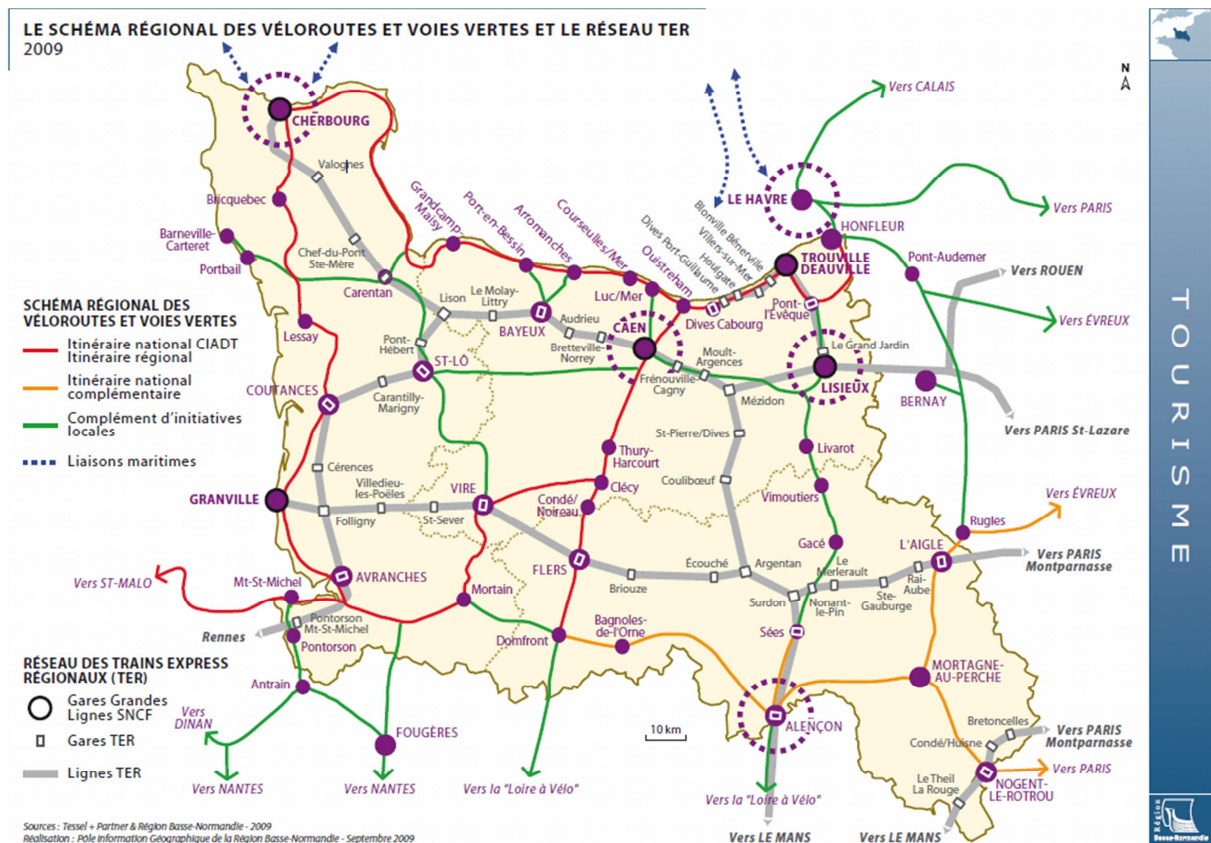 LE SCHÉMA RÉGIONAL DES VÉLOROUTES ET VOIES VERTES ET LE RÉSEAU TER
2009
N
TOURISME
Vers CALAIS
CHERBOURG
Valognes
Bricquebec
LE HAVRE
Vers PARIS
HONFLEUR
Barneville-
Carteret
Portbail
Chef-du-Pont
Ste-Mère
Carentan
Grandcamp-
Maisy
Port-en-Bessin
Arromanches
Courseulles/Mer
Luc/Mer
Ouistreham
Dives Port-Guillaume
Houlgate
Villers-sur-Mer
Blonville Bénerville
TROUVILLE
DEAUVILLE
Pont-Audemer
Vers ROUEN
Lison
Le Molay-
Littry
BAYEUX
Audrieu
Bretteville-
Norrey
CAEN
Dives Cabourg
Pont-
l'Evêque
Vers ÉVREUX
Le Grand Jardin
Lessay
Pont-
Hébert
ST-LÔ
Moult-
Argences
Frénouville-
Cagny
Mézidon
LISIEUX
BERNAY
Vers PARIS St-Lazare
COUTANCES
Carantilly-
Marigny
St-Pierre/Dives
Thury-
Harcourt
Livarot
Cérences
Villedieu
les-Poëles
VIRE
Clécy
Coulibœuf
Vimoutiers
GRANVILLE
Folligny
St-Sever
Condé/
Noireau
Vers ÉVREUX
Rugles
Gacé
L'AIGLE
Vers PARIS
Montparnasse
Vers ST-MALO
Mt-St-Michel
AVRANCHES
FLERS
Briouze
Écouché
Argentan
Le
Merlerault
Rai-
Aube
Ste-
Gauburge
Nonant-
le-Pin
Surdon
Mortain
Rennes
Pontorson
Mt-St-Michel
Pontorson
Domfront
Bagnoles-
de-l'Orne
Sées
MORTAGNE-
AU-PERCHE
Antrain
Vers
DINAN
FOUGÈRES
10 km
ALENÇON
Bretoncelles
Condé/Huisne
Vers PARIS
Montparnasse
Vers PARIS
NOGENT-
LE-ROTROU
Le Theil
La Rouge
Vers NANTES
Vers NANTES
Vers la "Loire à Vélo"
Vers la "Loire à Vélo"
Vers LE MANS
Vers LE MANS
SCHÉMA RÉGIONAL DES
VÉLOROUTES ET VOIES VERTES
Itinéraire national CIADT
Itinéraire régional
Itinéraire national
complémentaire
Complément d'initiatives
locales
Liaisons maritimes
RÉSEAU DES TRAINS EXPRESS
RÉGIONAUX (TER)
Gares Grandes
Lignes SNCF
Gares TER
Lignes TER
Sources : Tessel + Partner & Région Basse-Normandie - 2009
Réalisation : Pôle Information Géographique de la Région Basse-Normandie - Septembre 2009
Région
Basse-Normandie